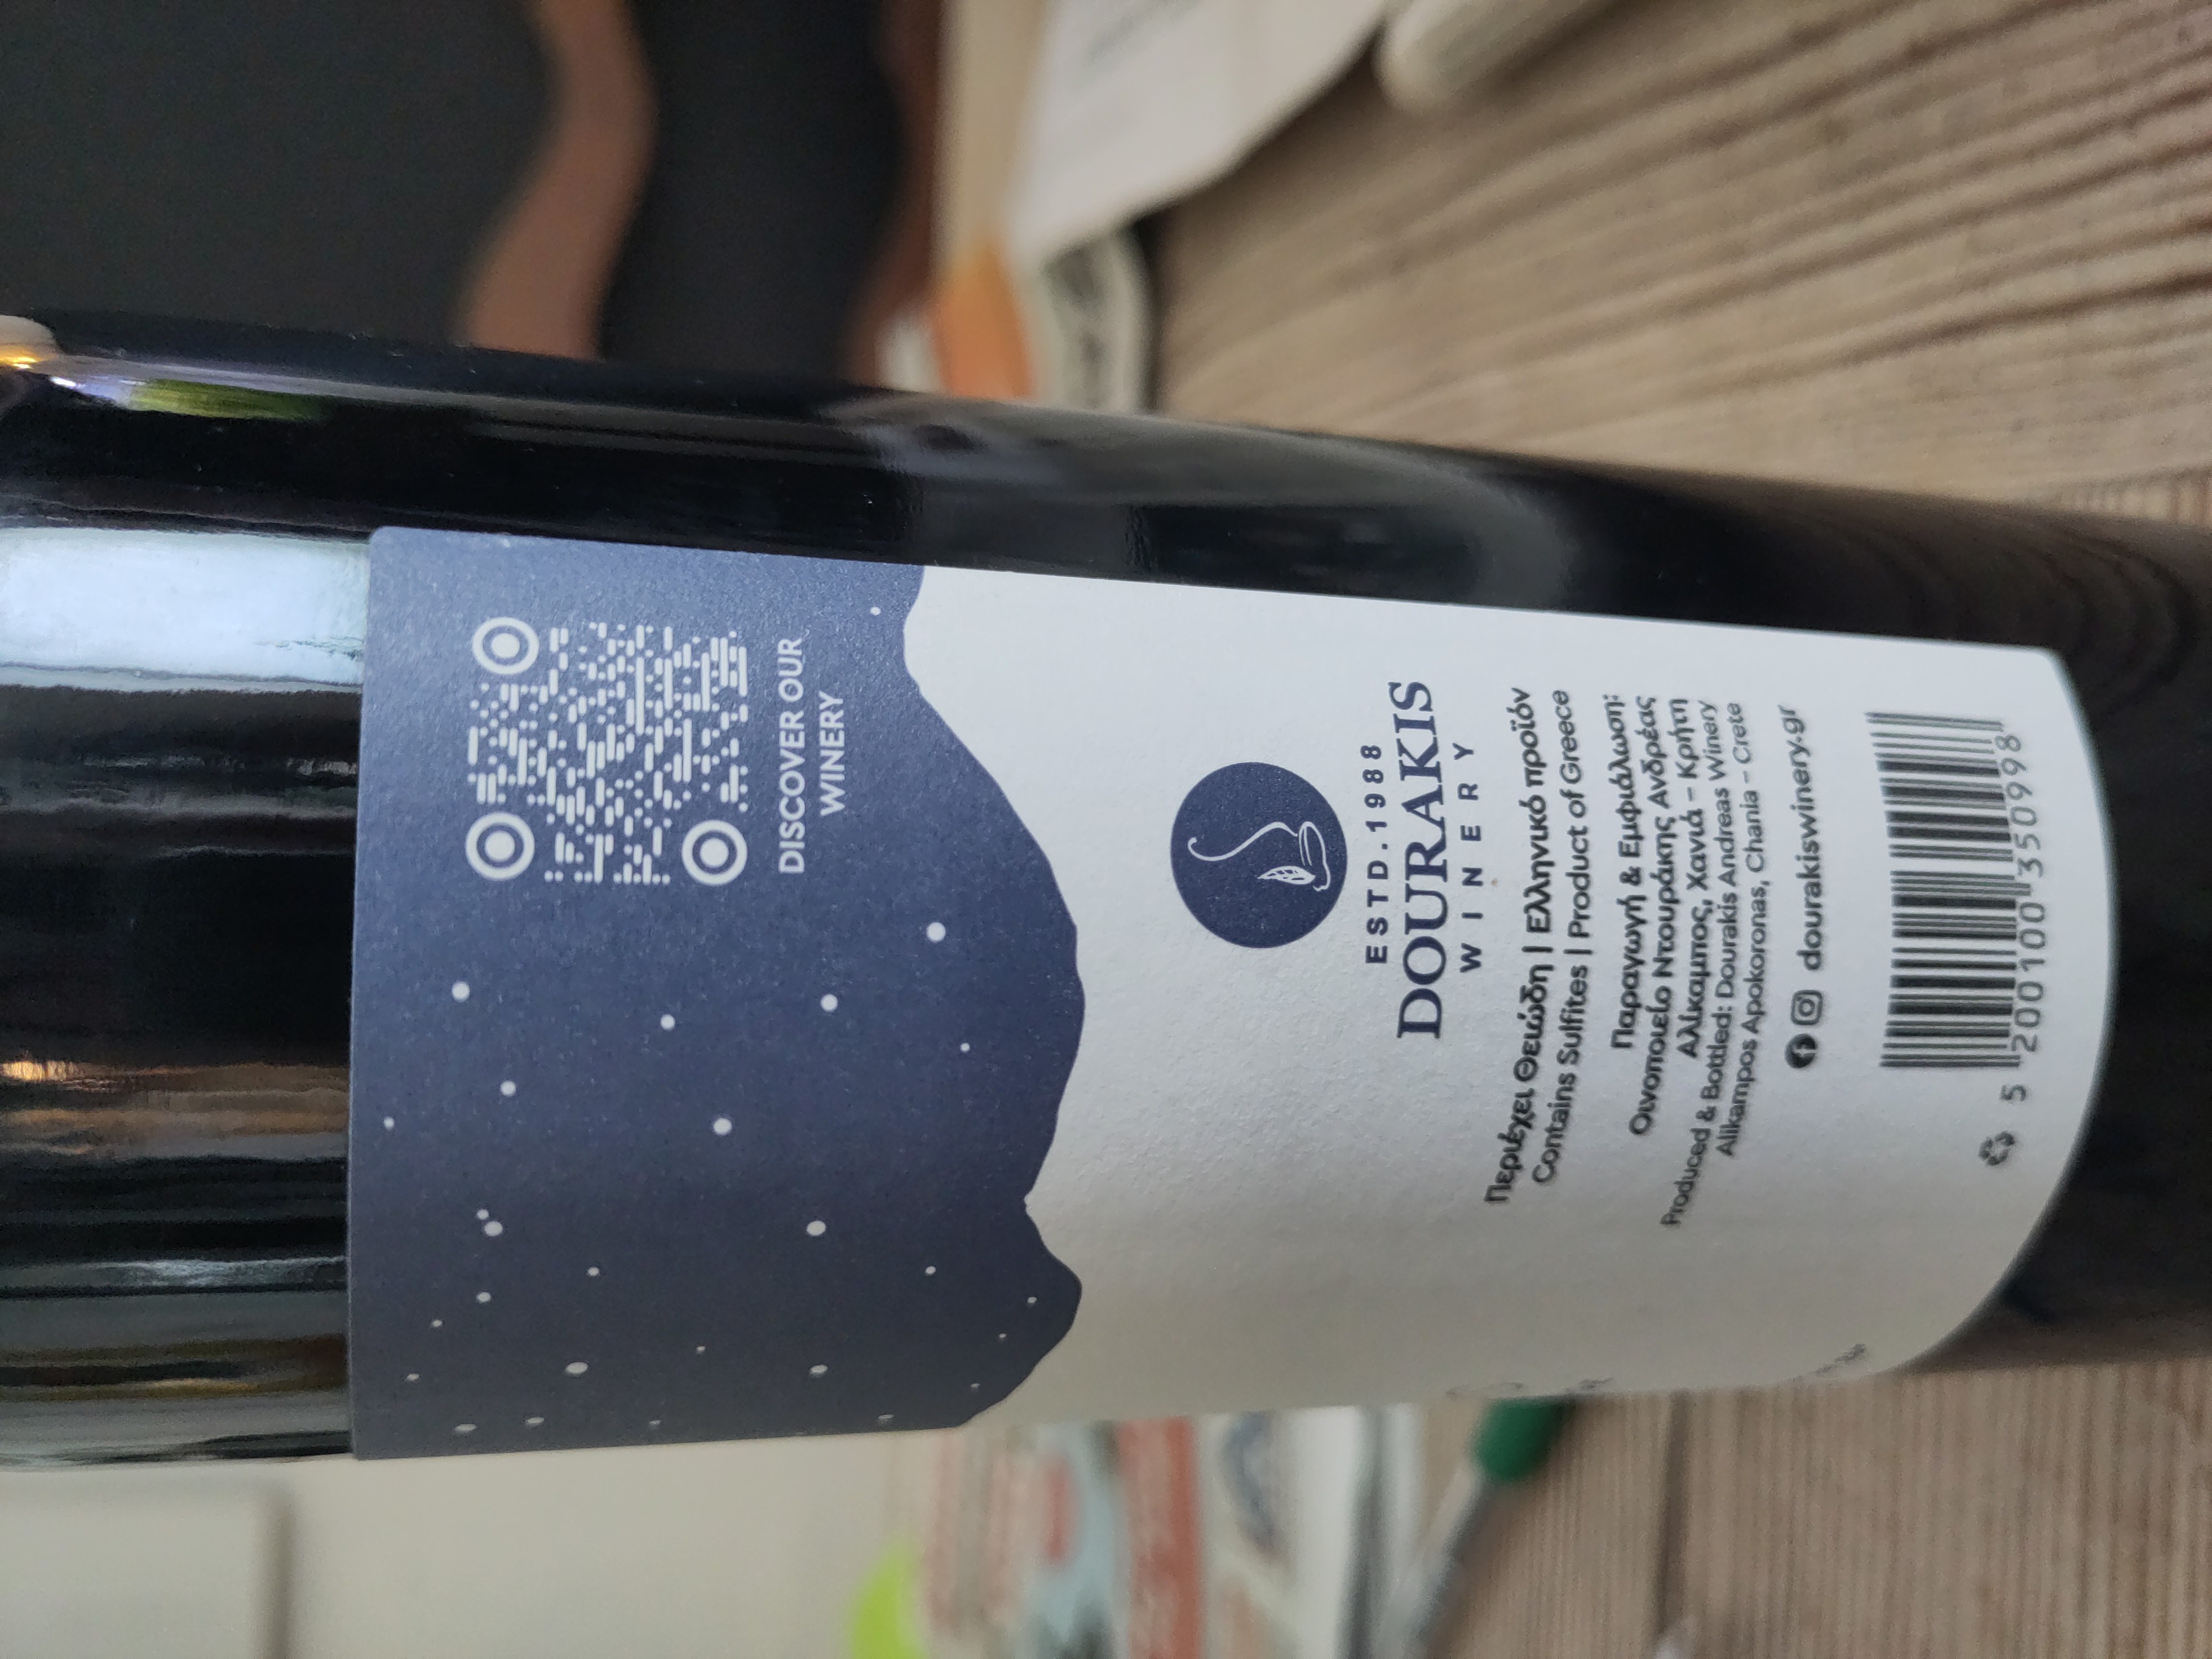 DISCOVER OUR
WINERY
ESTD.1988
DOURAKIS
WINERY
Περιέχει Θειώδη | Ελληνικό προϊόν
Contains Sulfites | Product of Greece
Παραγωγή & Εμφιάλωση:
Οινοποιείο Ντουράκης Ανδρέας
Αλίκαμπος, Χανιά – Κρήτη
Produced & Bottled: Dourakis Andreas Winery
Alikampos Apokoronas, Chania – Crete
dourakiswinery.gr
5 200100 350998